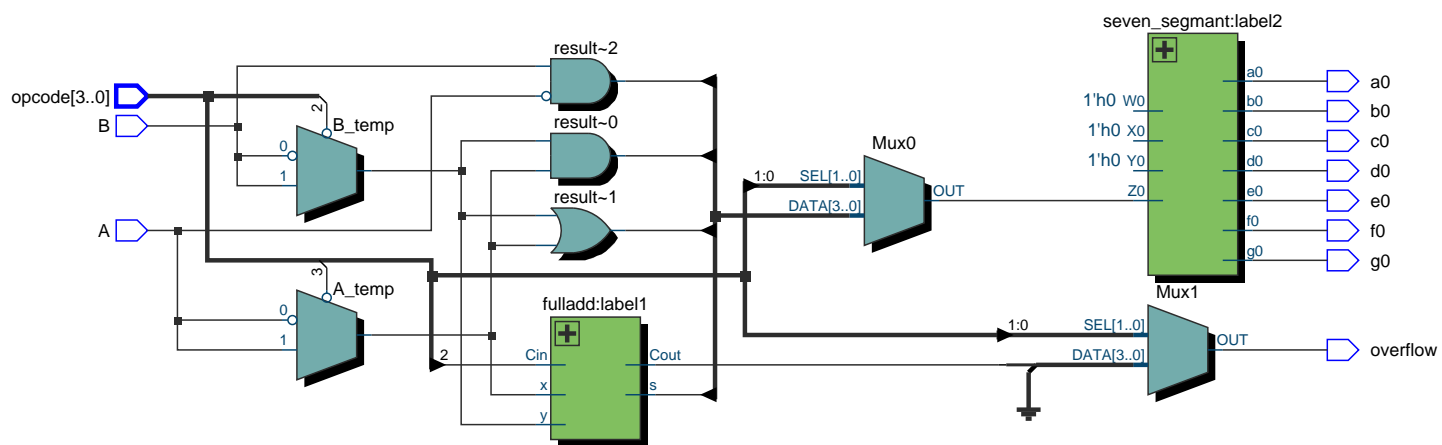 seven_segmant:label2
result~2
opcode[3..0]
2
B
B_temp
0
1
result~0
result~1
A
3
A_temp
0
1
fulladd:label1
2
Cin
x
y
Cout
s
Mux0
1:0
SEL[1..0]
DATA[3..0]
OUT
1'h0 W0
1'h0 X0
1'h0 Y0
Z0
a0 a0
b0 b0
c0 c0
d0 d0
e0 e0
f0 f0
g0 g0
Mux1
1:0
SEL[1..0]
DATA[3..0]
OUT
overflow